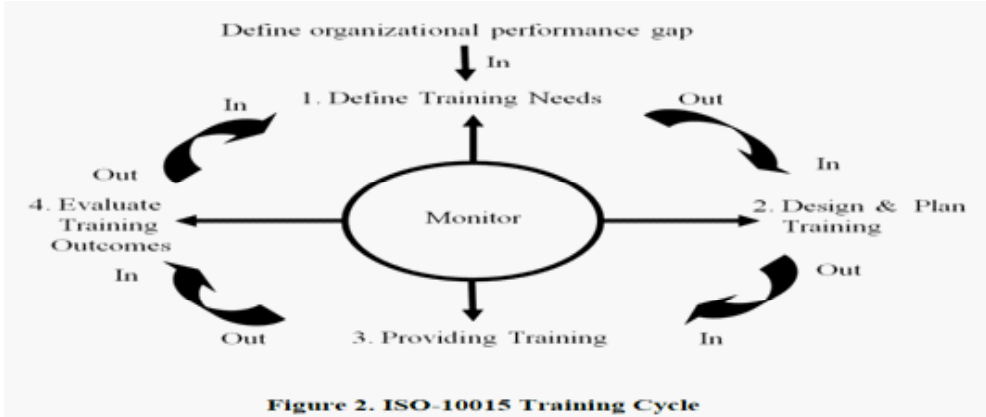 Define organizational performance gap
In
1. Define Training Needs
In
Out
Out
In
4. Evaluate
Training
Outcomes
Monitor
2. Design & Plan
Training
In
Out
Out
3. Providing Training
In
Figure 2. ISO-10015 Training Cycle